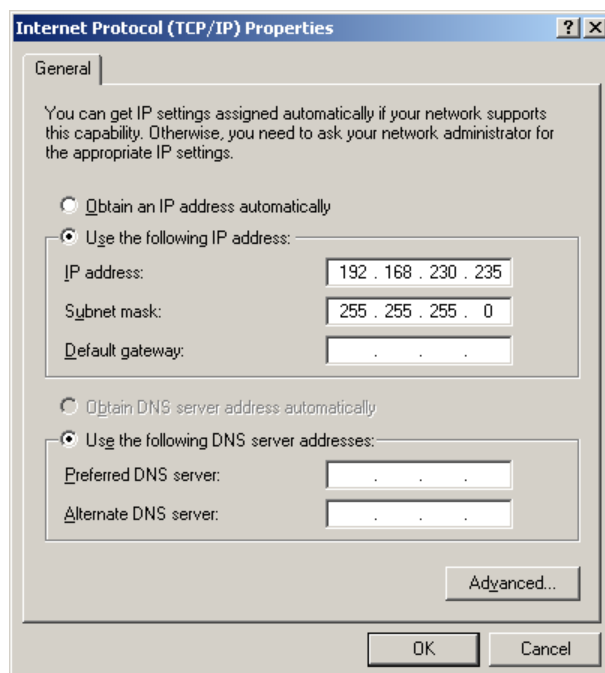 Internet Protocol (TCP/IP) Properties
General
You can get IP settings assigned automatically if your network supports
this capability. Otherwise, you need to ask your network administrator for
the appropriate IP settings.
Obtain an IP address automatically
Use the following IP address:
IP address: 192 . 168 . 230 . 235
Subnet mask: 255 . 255 . 255 . 0
Default gateway: . . .
Obtain DNS server address automatically
Use the following DNS server addresses:
Preferred DNS server: . . .
Alternate DNS server: . . .
Advanced...
OK Cancel